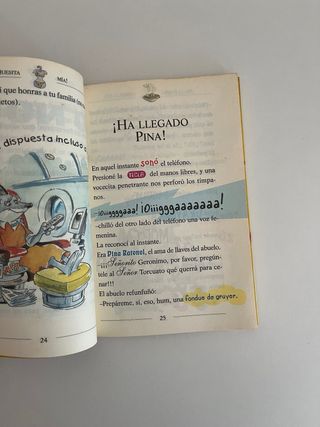 UESITA
MÍA!
i que honras a tu familia
etos).
dispuesta incluso a
24
¡HA LLEGADO
PINA!
En aquel instante sonó el teléfono.
Presioné la TECLA del manos libres, y una
vocecita penetrante nos perforó los tímpa-
nos.
–¡Oiiiggggaaa! ¡Oiiigggaaaaaaa!
–chilló del otro lado del teléfono una voz fe-
menina.
La reconocí al instante.
Era Pina Ratonel, el ama de llaves del abuelo.
–¡¡¡Señorito Geronimo, por favor, pregún-
tele al Señor Torcuato qué querrá para ce-
nar!!!
El abuelo refunfuñó:
–Prepáreme, sí, eso, hum, una fondue de gruyer.
25